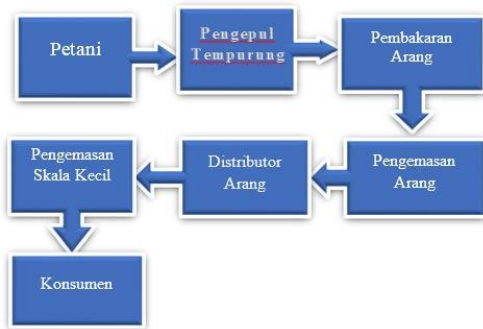 Petani
Pengepul
Tempurung
Pembakaran
Arang
Pengemasan
Arang
Distributor
Arang
Pengemasan
Skala Kecil
Konsumen